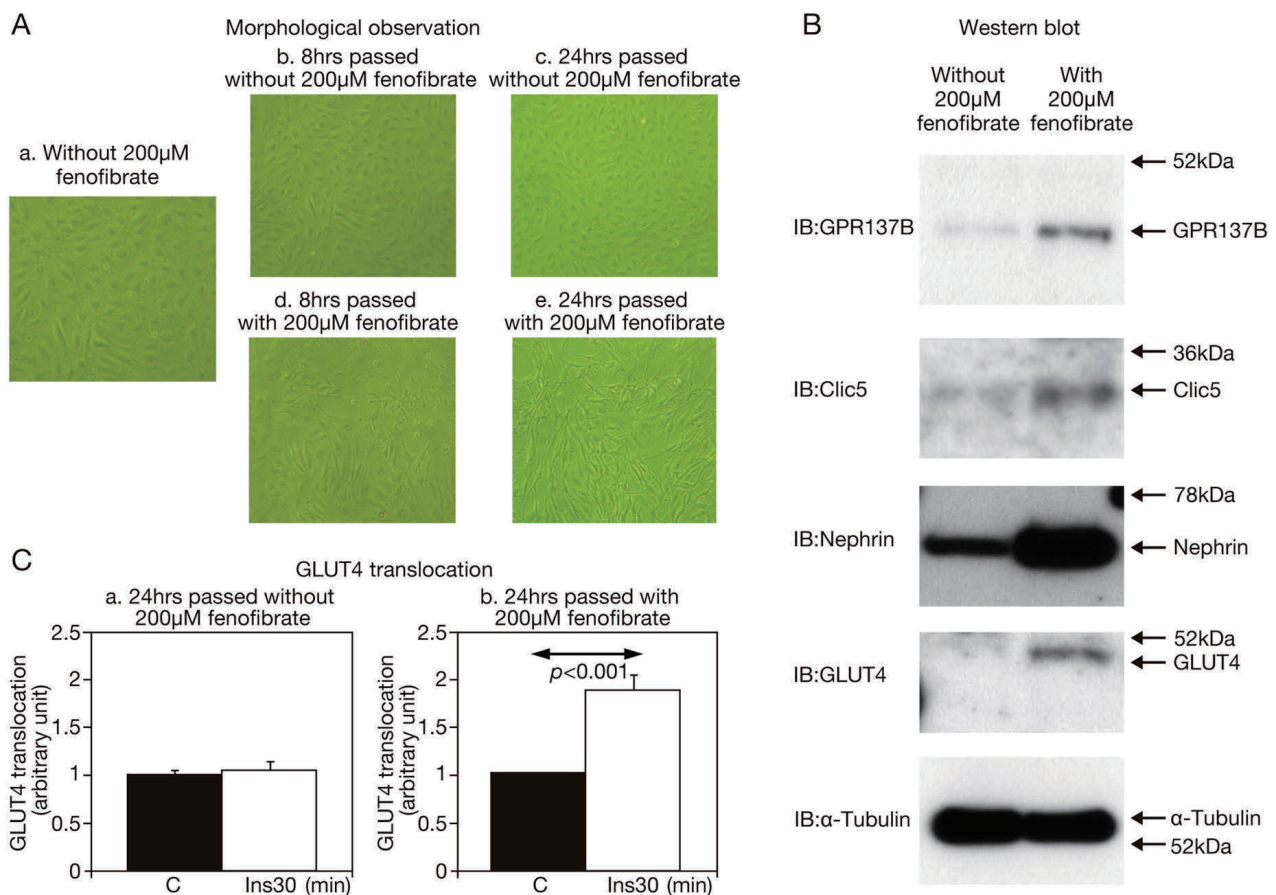 A
Morphological observation
a. Without 200µM
fenofibrate
b. 8hrs passed
without 200µM fenofibrate
c. 24hrs passed
without 200µM fenofibrate
d. 8hrs passed
with 200µM fenofibrate
e. 24hrs passed
with 200µM fenofibrate
B
Western blot
Without
200µM
fenofibrate
With
200µM
fenofibrate
52kDa
IB:GPR137B
GPR137B
36kDa
IB:Clic5
Clic5
78kDa
IB:Nephrin
Nephrin
52kDa
IB:GLUT4
GLUT4
IB:α-Tubulin
α-Tubulin
52kDa
C
GLUT4 translocation
a. 24hrs passed without
200µM fenofibrate
GLUT4 translocation
(arbitrary unit)
2.5
2
1.5
1
0.5
0
C Ins30 (min)
b. 24hrs passed with
200µM fenofibrate
GLUT4 translocation
(arbitrary unit)
2.5
2
1.5
1
0.5
0
p<0.001
C Ins30 (min)